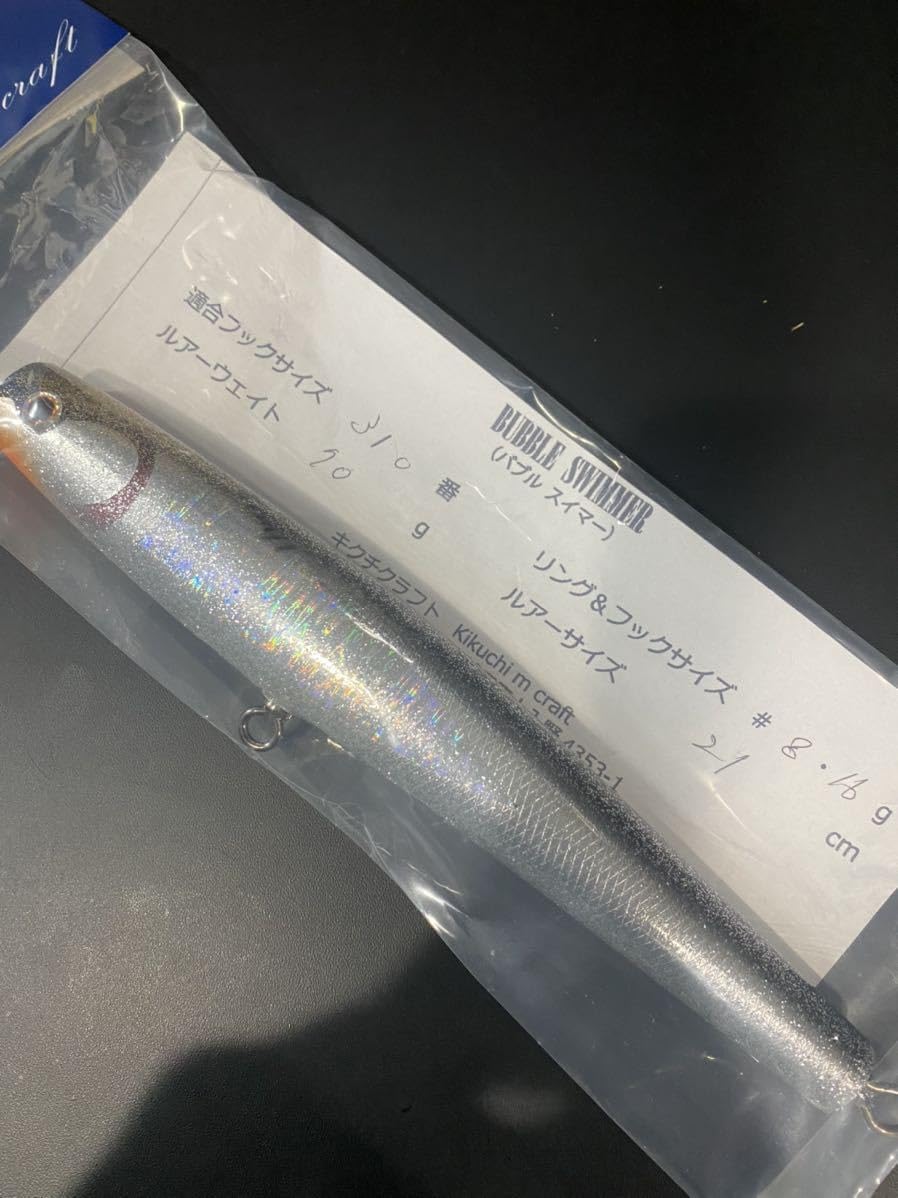 craft
BUBBLE SWIMMER
(バブル スイマー)
適合フックサイズ 3/0 番 リング&フックサイズ # 8・18 g
ルアーウエイト 90 g ルアーサイズ 21 cm
キクチクラフト Kikuchi m craft
4353-1